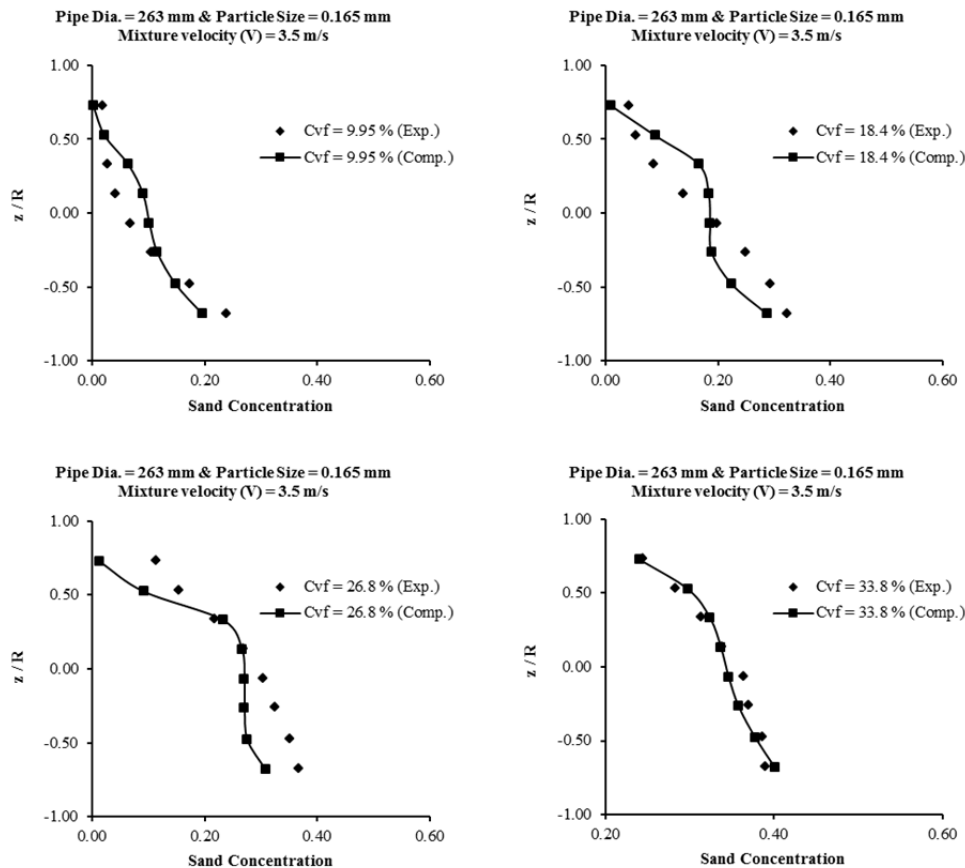 Pipe Dia. = 263 mm & Particle Size = 0.165 mm
Mixture velocity (V) = 3.5 m/s
1.00
0.50
0.00
-0.50
-1.00
z / R
Cvf = 9.95 % (Exp.)
Cvf = 9.95 % (Comp.)
0.00 0.20 0.40 0.60
Sand Concentration
Pipe Dia. = 263 mm & Particle Size = 0.165 mm
Mixture velocity (V) = 3.5 m/s
1.00
0.50
0.00
-0.50
-1.00
z / R
Cvf = 18.4 % (Exp.)
Cvf = 18.4 % (Comp.)
0.00 0.20 0.40 0.60
Sand Concentration
Pipe Dia. = 263 mm & Particle Size = 0.165 mm
Mixture velocity (V) = 3.5 m/s
1.00
0.50
0.00
-0.50
-1.00
z / R
Cvf = 26.8 % (Exp.)
Cvf = 26.8 % (Comp.)
0.00 0.20 0.40 0.60
Sand Concentration
Pipe Dia. = 263 mm & Particle Size = 0.165 mm
Mixture velocity (V) = 3.5 m/s
1.00
0.50
0.00
-0.50
-1.00
z / R
Cvf = 33.8 % (Exp.)
Cvf = 33.8 % (Comp.)
0.20 0.40 0.60
Sand Concentration